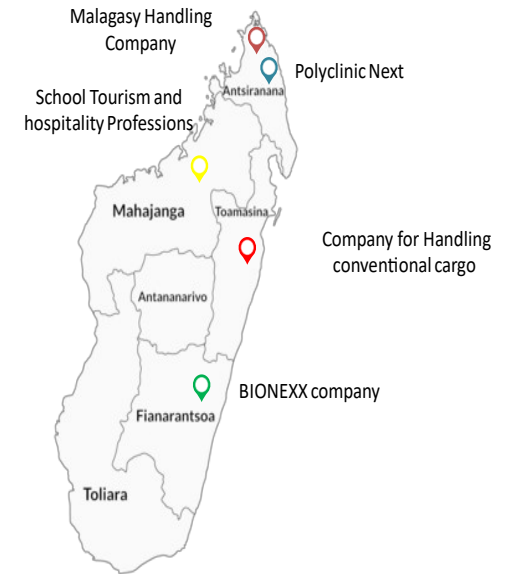 Malagasy Handling
Company
Polyclinic Next
Antsiranana
School Tourism and
hospitality Professions
Mahajanga
Toamasina
Company for Handling
conventional cargo
Antananarivo
BIONEXX company
Fianarantsoa
Toliara